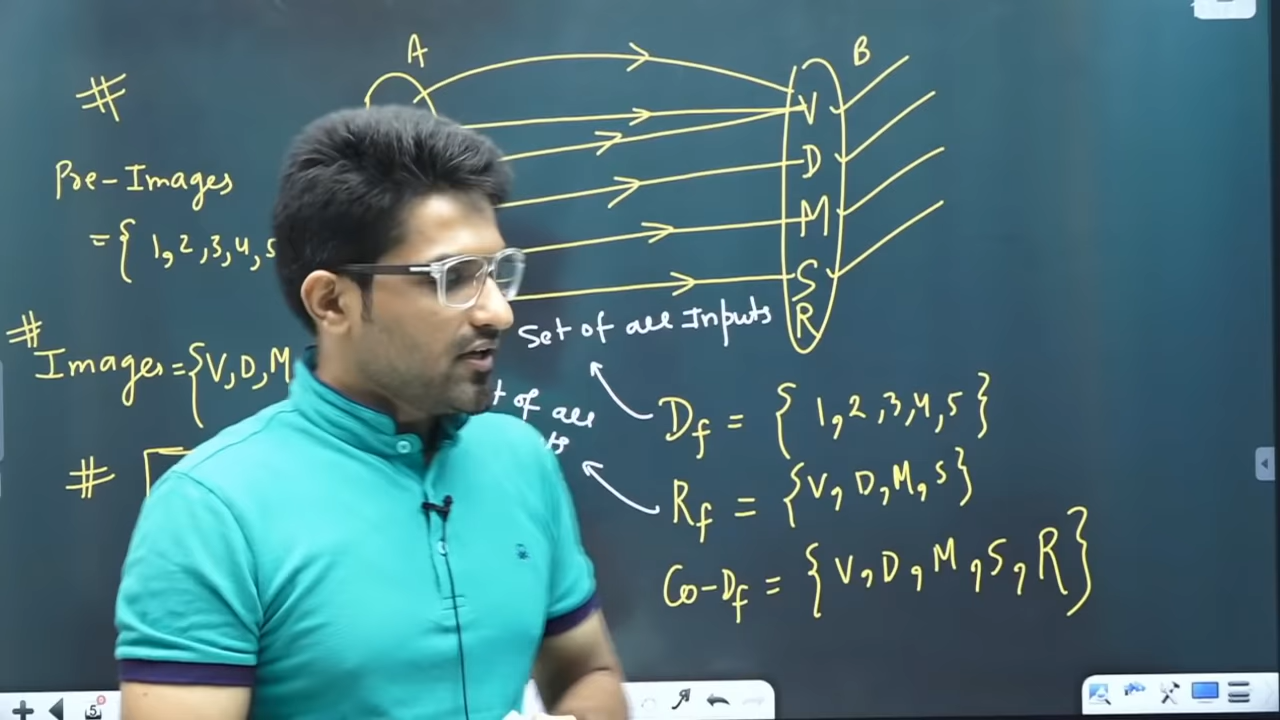 A
B
#
V
D
M
S
R
Pre-Images
= { 1, 2, 3, 4, 5
#
Images = {V, D, M
Set of all Inputs
of all
D_f = { 1, 2, 3, 4, 5 }
#
R_f = {V, D, M, S}
Co-D_f = {V, D, M, S, R}
5